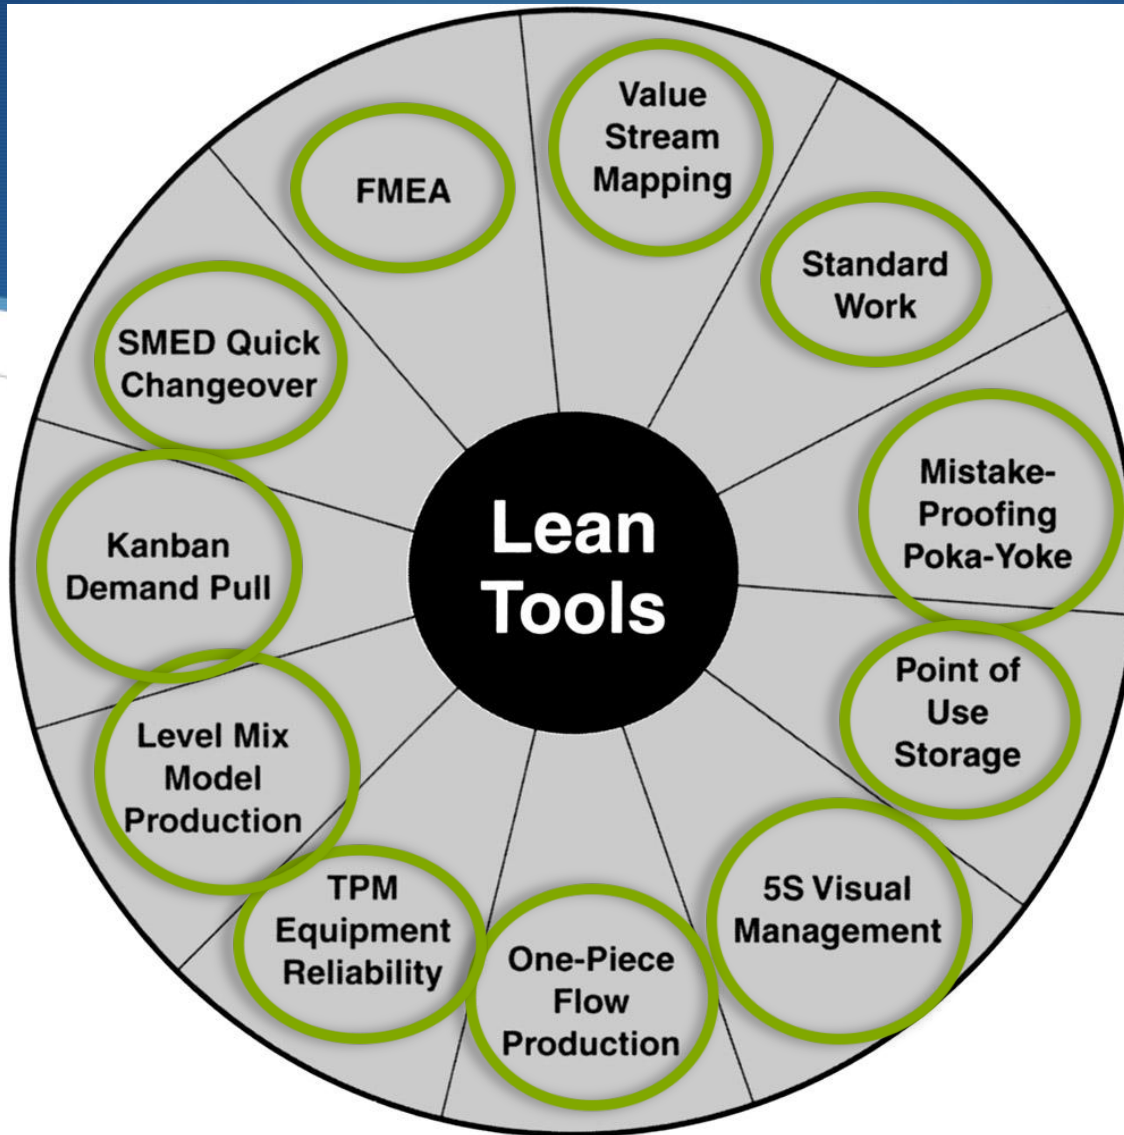 Value
Stream
Mapping
Standard
Work
Mistake-
Proofing
Poka-Yoke
Point of
Use
Storage
5S Visual
Management
One-Piece
Flow
Production
TPM
Equipment
Reliability
Level Mix
Model
Production
Kanban
Demand Pull
SMED Quick
Changeover
FMEA
Lean
Tools